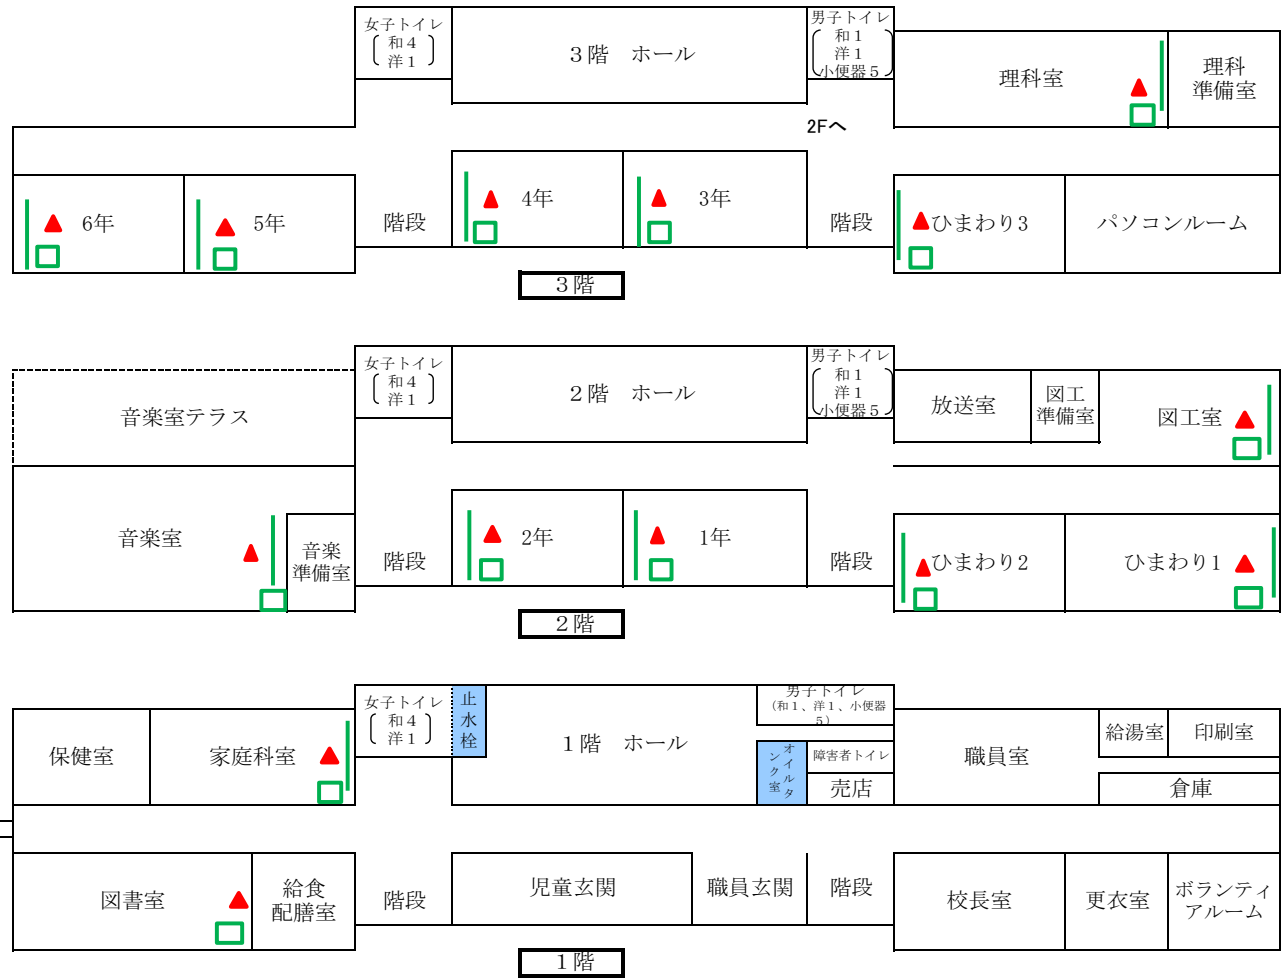 女子トイレ
和４
洋１
３階　ホール
男子トイレ
和１
洋１
小便器５
理科室
理科
準備室
2Fへ
6年
5年
階段
4年
3年
階段
ひまわり3
パソコンルーム
３階
音楽室テラス
女子トイレ
和４
洋１
２階　ホール
男子トイレ
和１
洋１
小便器５
放送室
図工
準備室
図工室
音楽室
音楽
準備室
階段
2年
1年
階段
ひまわり2
ひまわり1
２階
保健室
家庭科室
女子トイレ
和４
洋１
止水栓
１階　ホール
男子トイレ
（和１、洋１、小便器
５）
オイルタ
ンク室
障害者トイレ
売店
職員室
給湯室
印刷室
倉庫
図書室
給食
配膳室
階段
児童玄関
職員玄関
階段
校長室
更衣室
ボランティ
アルーム
１階